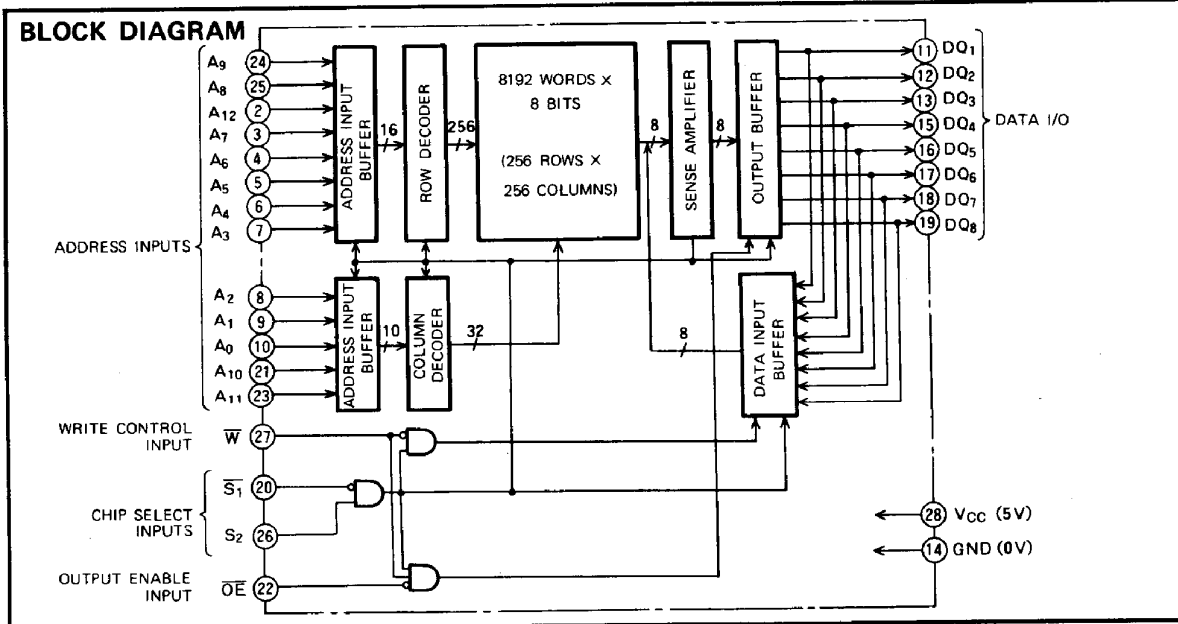 BLOCK DIAGRAM
ADDRESS INPUTS
A9 24
A8 25
A12 2
A7 3
A6 4
A5 5
A4 6
A3 7
A2 8
A1 9
A0 10
A10 21
A11 23
WRITE CONTROL
INPUT
W̅ 27
CHIP SELECT
INPUTS
S̅1 20
S2 26
OUTPUT ENABLE
INPUT
O̅E̅ 22
ADDRESS INPUT
BUFFER
16
ROW DECODER
256
8192 WORDS ×
8 BITS
(256 ROWS ×
256 COLUMNS)
8
SENSE AMPLIFIER
8
OUTPUT BUFFER
ADDRESS INPUT
BUFFER
10
COLUMN
DECODER
32
8
DATA INPUT
BUFFER
11 DQ1
12 DQ2
13 DQ3
15 DQ4
16 DQ5
17 DQ6
18 DQ7
19 DQ8
DATA I/O
28 VCC (5V)
14 GND (0V)